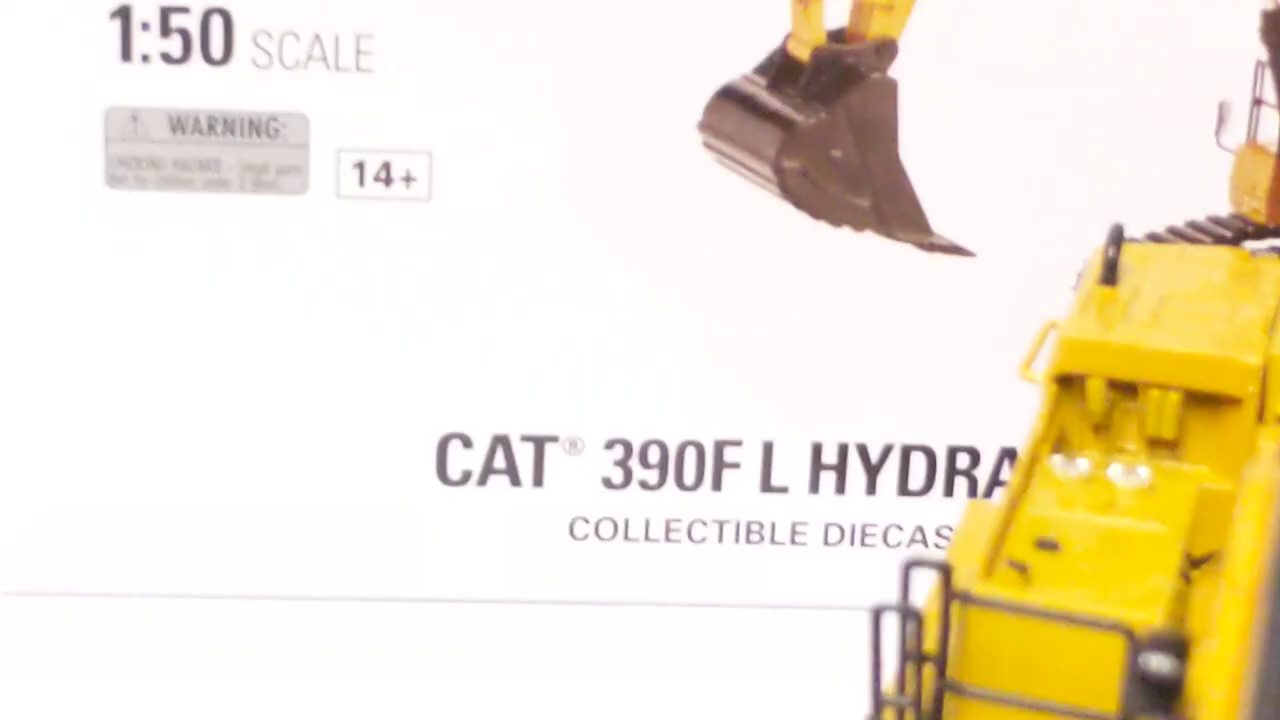 1:50 SCALE
WARNING:
14+
CAT® 390F L HYDRA
COLLECTIBLE DIECAS